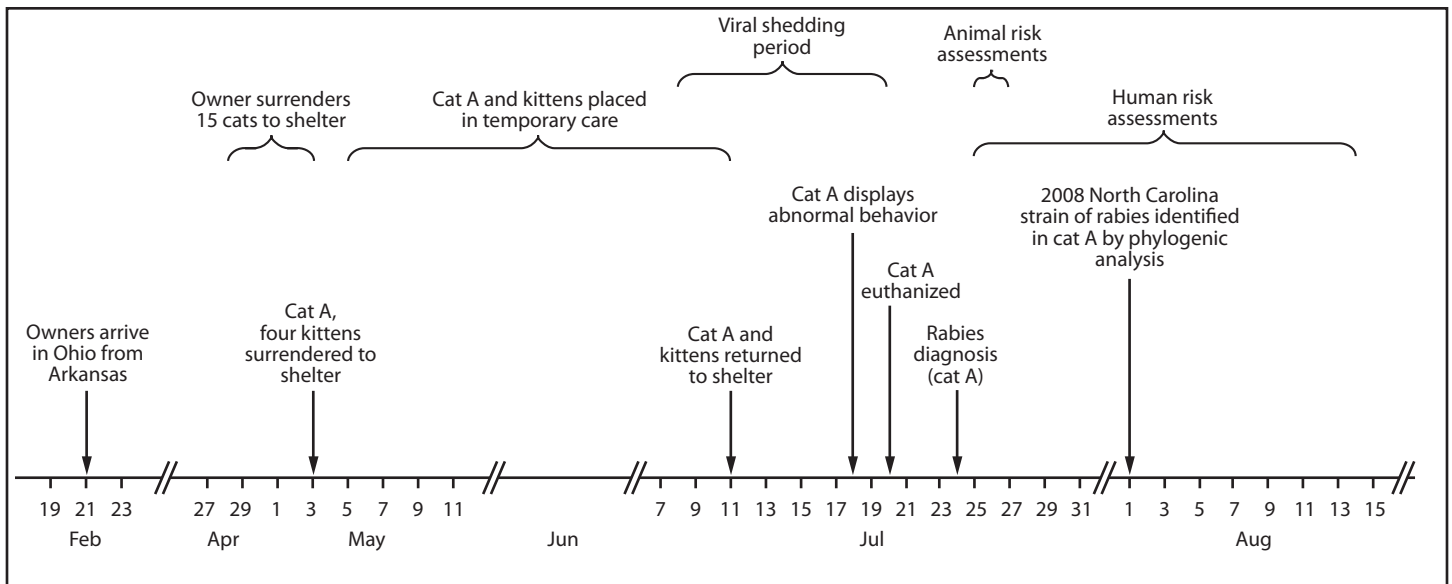 Viral shedding
period
Animal risk
assessments
Owner surrenders
15 cats to shelter
Cat A and kittens placed
in temporary care
Human risk
assessments
Cat A displays
abnormal behavior
2008 North Carolina
strain of rabies identified
in cat A by phylogenic
analysis
Cat A
euthanized
Owners arrive
in Ohio from
Arkansas
Cat A,
four kittens
surrendered to
shelter
Cat A and
kittens returned
to shelter
Rabies
diagnosis
(cat A)
19 21 23 27 29 1 3 5 7 9 11 7 9 11 13 15 17 19 21 23 25 27 29 31 1 3 5 7 9 11 13 15
Feb Apr May Jun Jul Aug